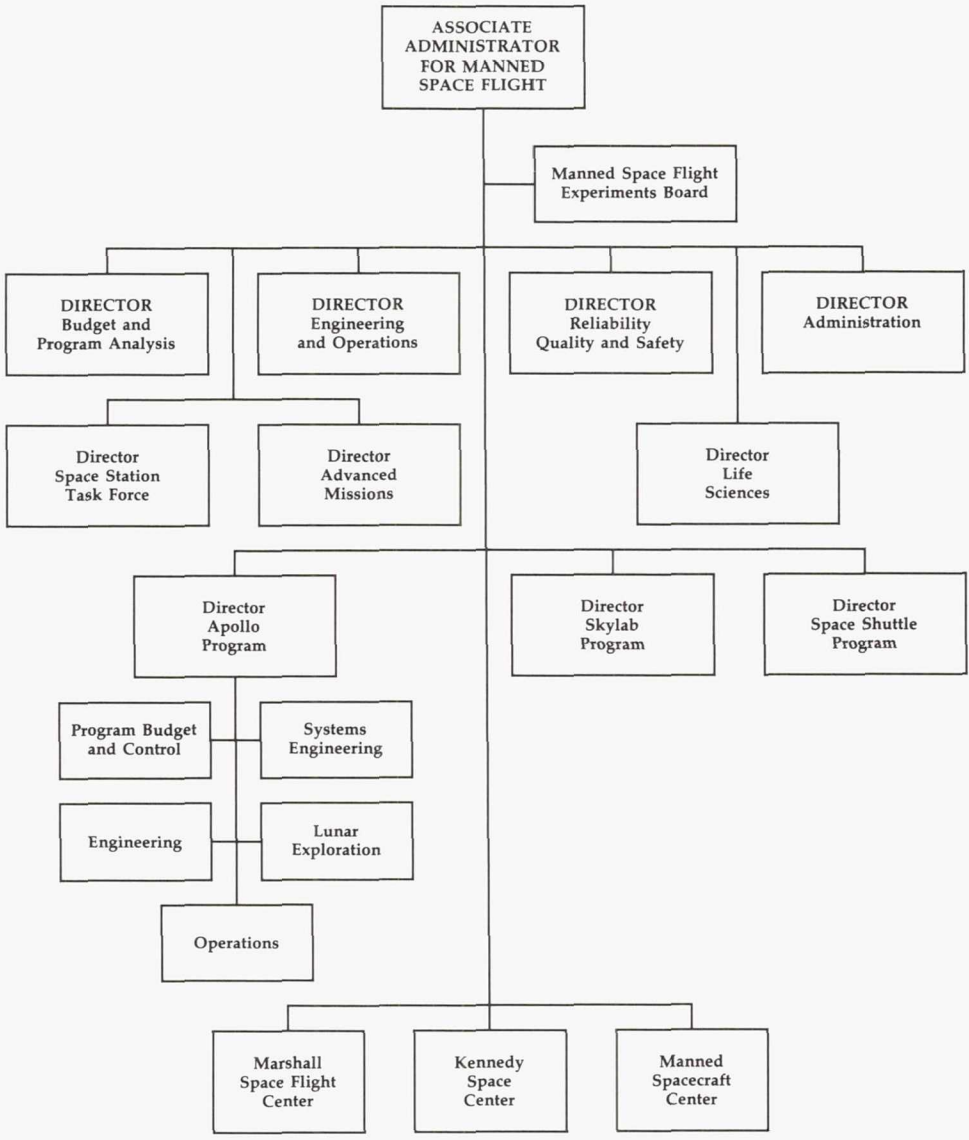 ASSOCIATE
ADMINISTRATOR
FOR MANNED
SPACE FLIGHT
Manned Space Flight
Experiments Board
DIRECTOR
Budget and
Program Analysis
DIRECTOR
Engineering
and Operations
DIRECTOR
Reliability
Quality and Safety
DIRECTOR
Administration
Director
Space Station
Task Force
Director
Advanced
Missions
Director
Life
Sciences
Director
Apollo
Program
Director
Skylab
Program
Director
Space Shuttle
Program
Program Budget
and Control
Systems
Engineering
Engineering
Lunar
Exploration
Operations
Marshall
Space Flight
Center
Kennedy
Space
Center
Manned
Spacecraft
Center